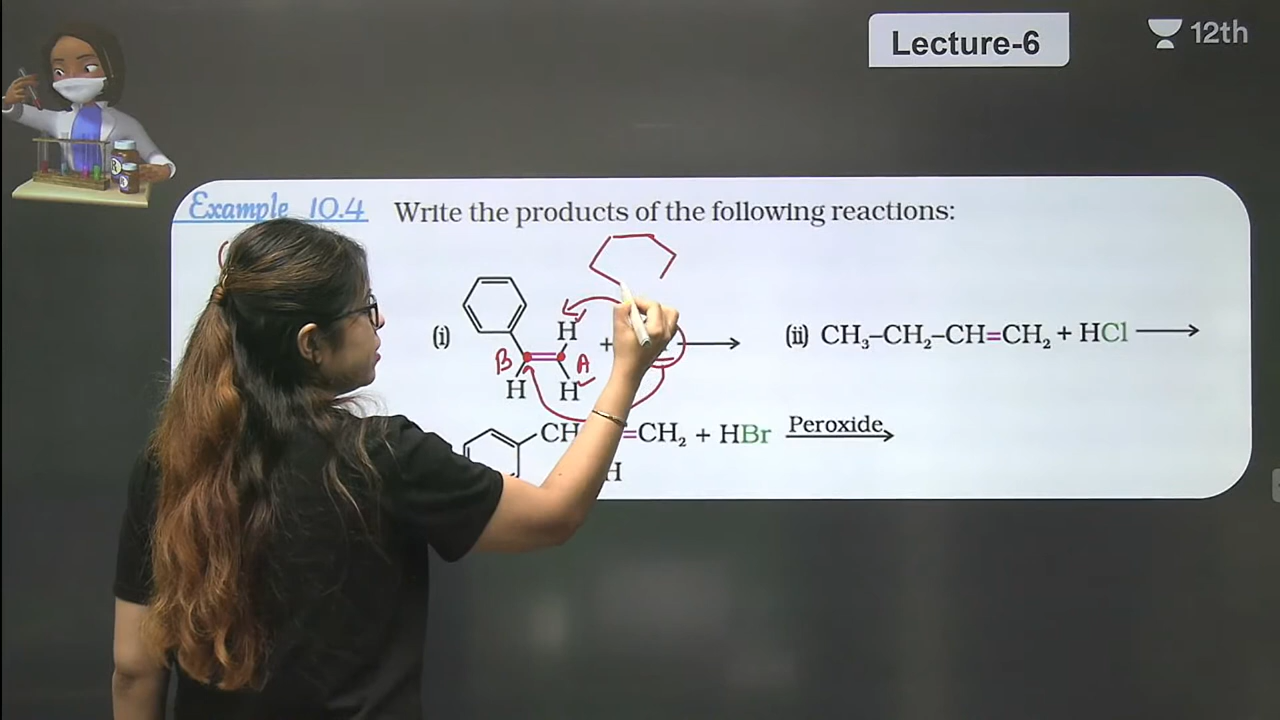 Lecture-6
12th
Example 10.4 Write the products of the following reactions:
(i) H B A H H + → (ii) CH₃–CH₂–CH=CH₂ + HCl →
CH =CH₂ + HBr Peroxide →
H